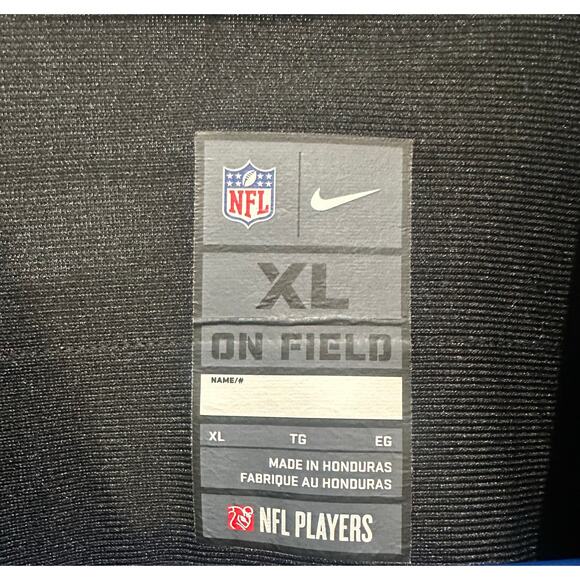 NFL
XL
ON FIELD
NAME/#
XL TG EG
MADE IN HONDURAS
FABRIQUE AU HONDURAS
NFL PLAYERS